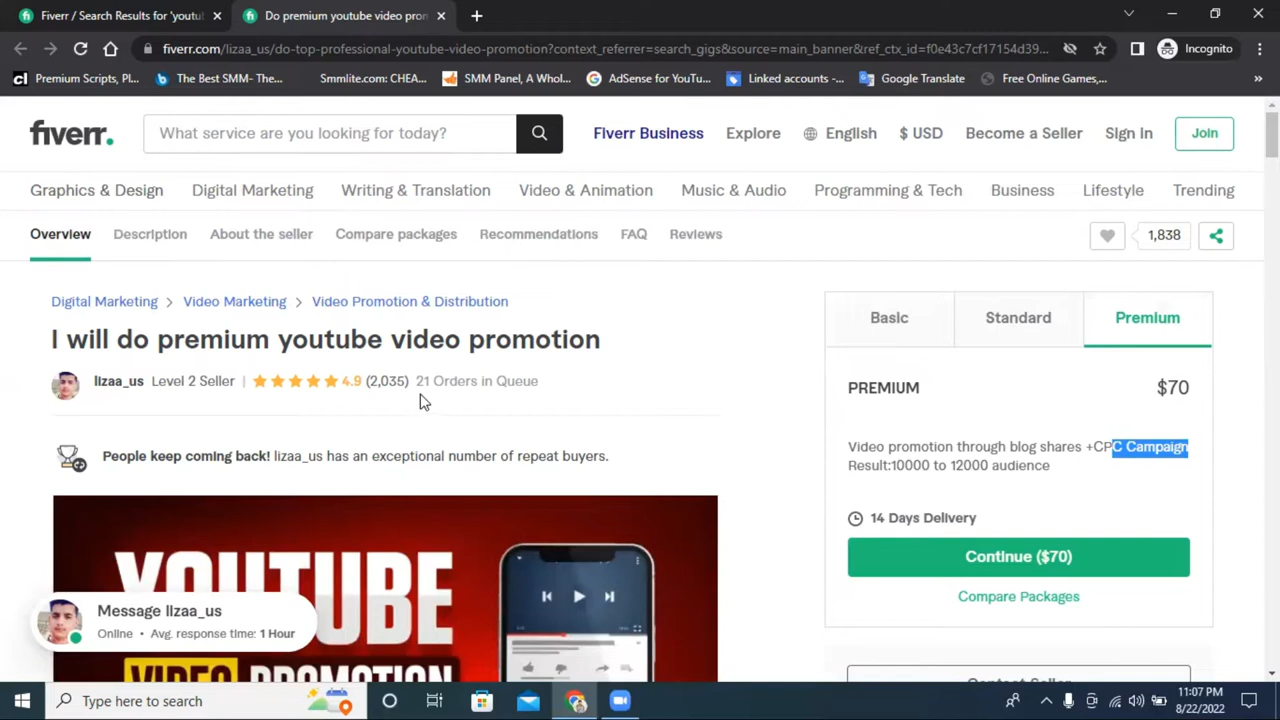 Fiverr / Search Results for 'youtu
Do premium youtube video pron
fiverr.com/lizaa_us/do-top-professional-youtube-video-promotion?context_referrer=search_gigs&source=main_banner&ref_ctx_id=f0e43c7cf17154d39...
Incognito
Premium Scripts, Pl...
The Best SMM- The...
Smmlite.com: CHEA...
SMM Panel, A Whol...
AdSense for YouTu...
Linked accounts -...
Google Translate
Free Online Games,...
fiverr.
What service are you looking for today?
Fiverr Business
Explore
English
$ USD
Become a Seller
Sign In
Join
Graphics & Design
Digital Marketing
Writing & Translation
Video & Animation
Music & Audio
Programming & Tech
Business
Lifestyle
Trending
Overview
Description
About the seller
Compare packages
Recommendations
FAQ
Reviews
1,838
Digital Marketing > Video Marketing > Video Promotion & Distribution
I will do premium youtube video promotion
lizaa_us Level 2 Seller | 4.9 (2,035) 21 Orders in Queue
People keep coming back! lizaa_us has an exceptional number of repeat buyers.
YOUTUBE
VIDEO PROMOTION
Message lizaa_us
Online • Avg. response time: 1 Hour
Basic
Standard
Premium
PREMIUM
$70
Video promotion through blog shares +CPC Campaign
Result:10000 to 12000 audience
14 Days Delivery
Continue ($70)
Compare Packages
Type here to search
11:07 PM
8/22/2022